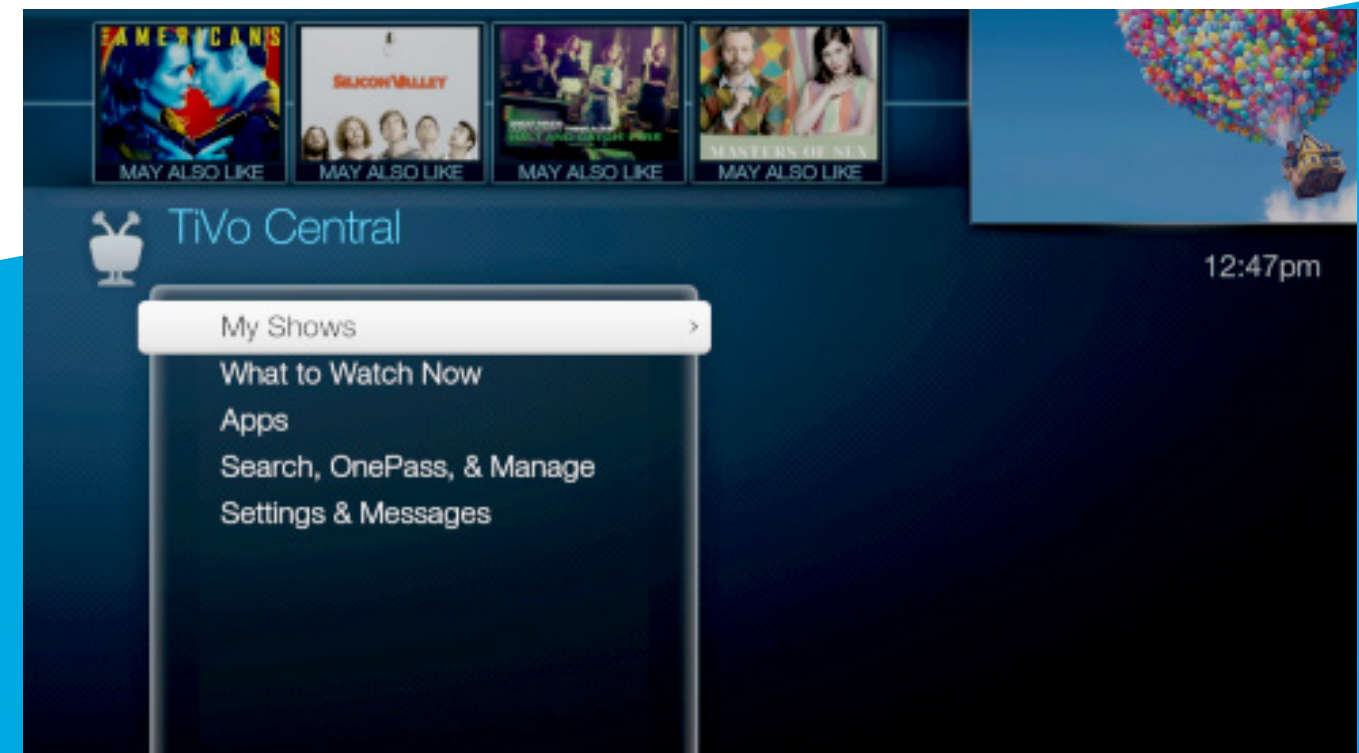 THE AMERICANS
SILICON VALLEY
HALT AND CATCH FIRE
MASTERS OF SEX
MAY ALSO LIKE
MAY ALSO LIKE
MAY ALSO LIKE
MAY ALSO LIKE
TiVo Central
12:47pm
My Shows
What to Watch Now
Apps
Search, OnePass, & Manage
Settings & Messages